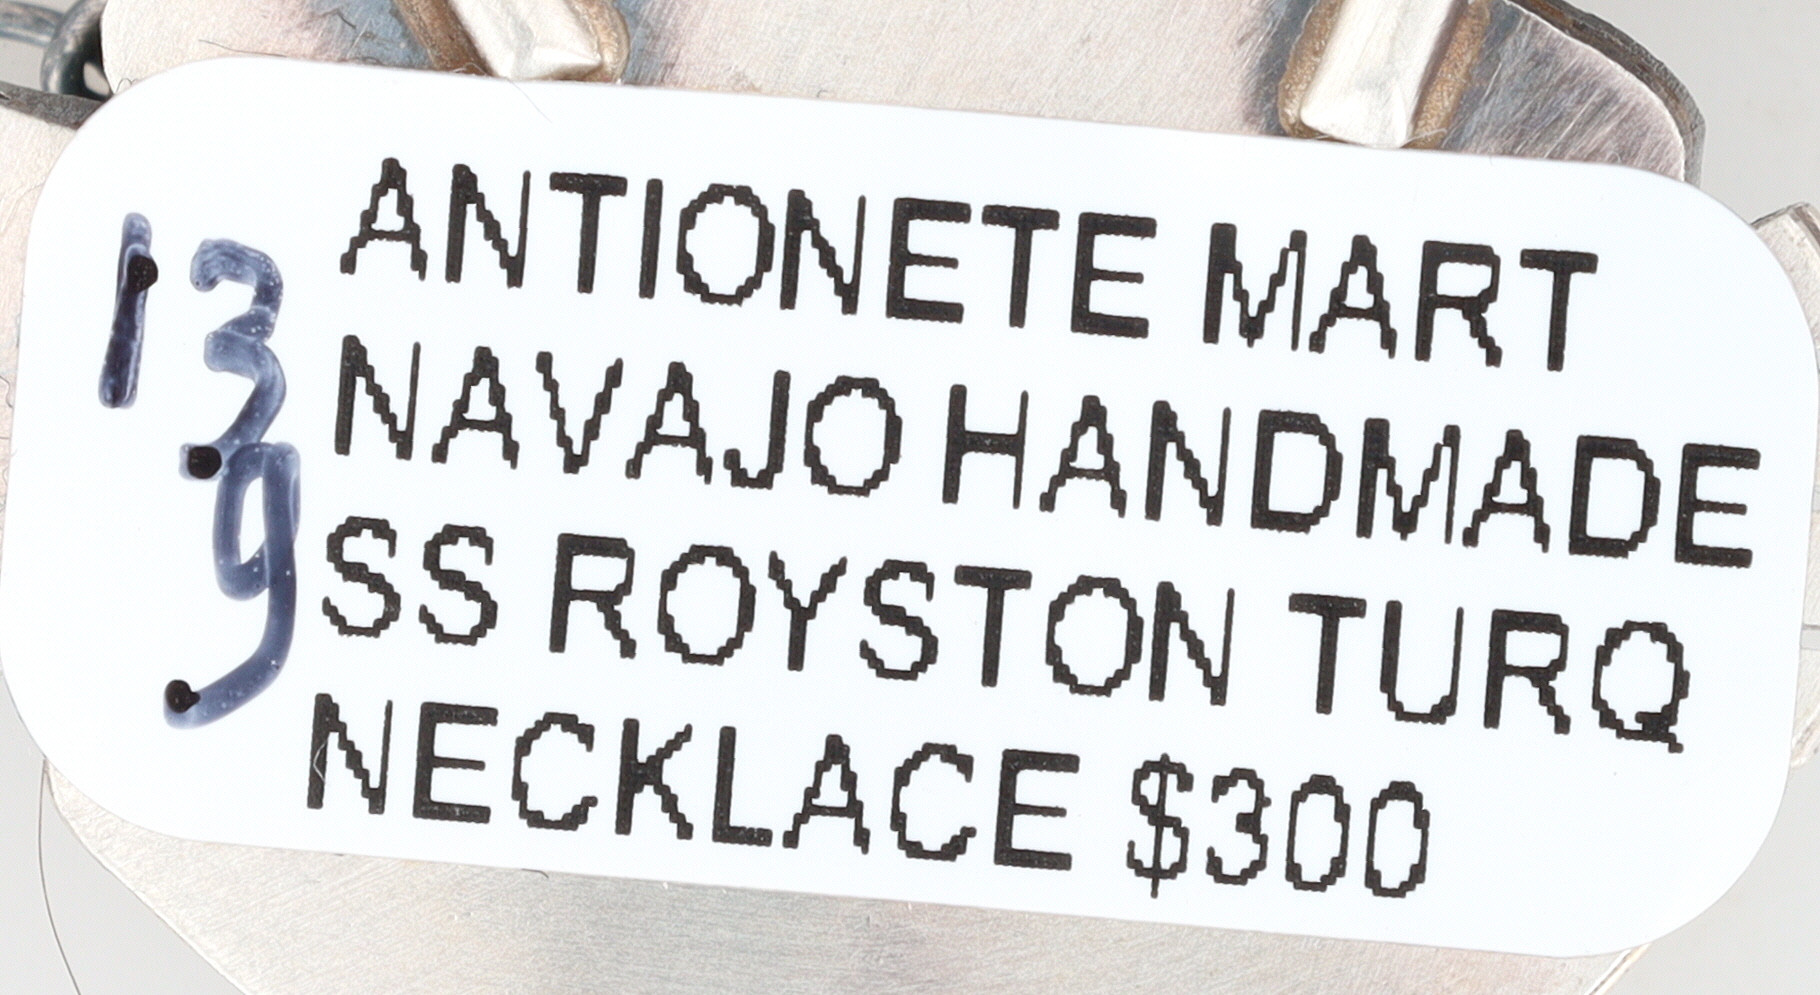 13
9
ANTIONETE MART
NAVAJO HANDMADE
SS ROYSTON TURQ
NECKLACE $300